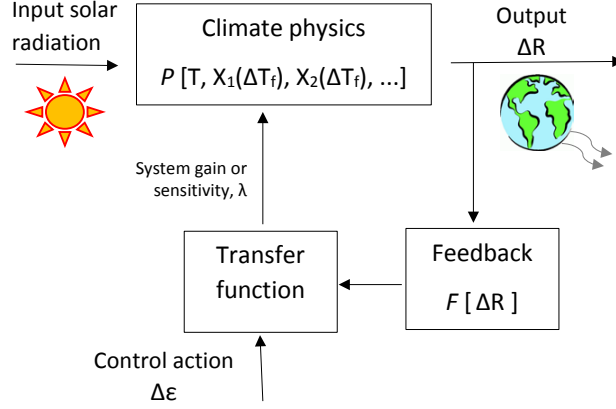 Input solar
radiation
Climate physics
P [T, X₁(ΔT_f), X₂(ΔT_f), ...]
Output
ΔR
System gain or
sensitivity, λ
Transfer
function
Feedback
F [ ΔR ]
Control action
Δε